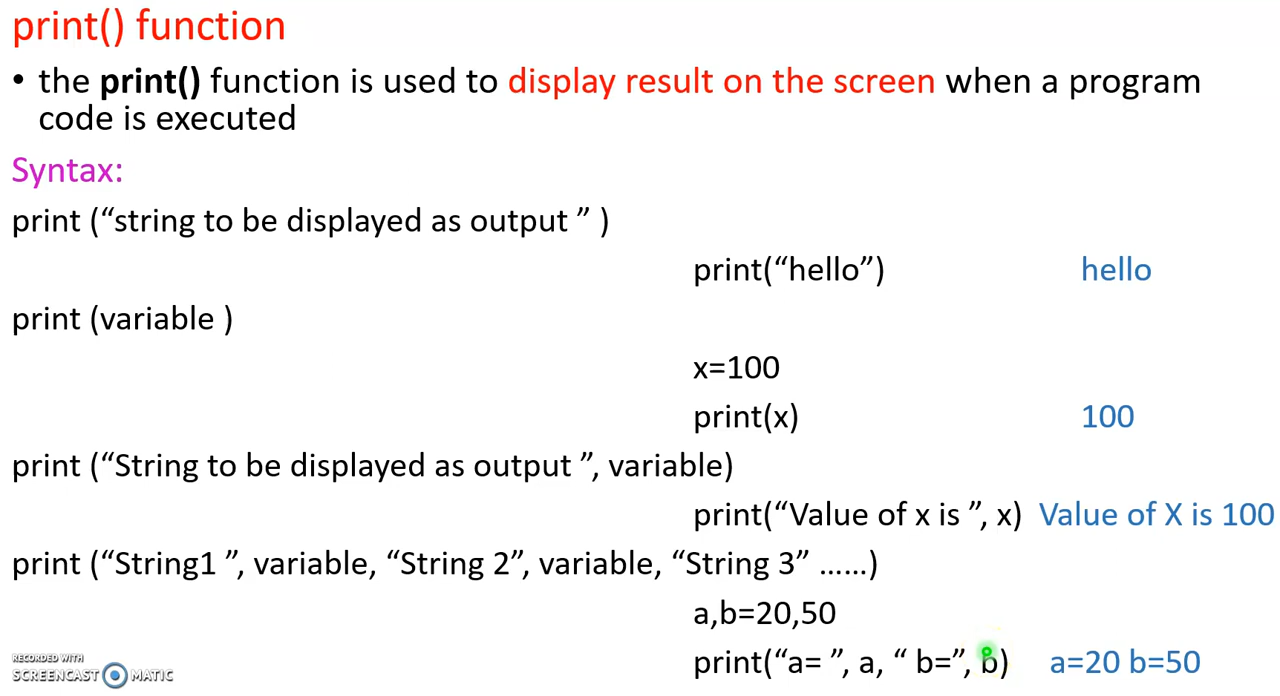 print() function
• the print() function is used to display result on the screen when a program
code is executed
Syntax:
print (“string to be displayed as output ” )
print(“hello”) hello
print (variable )
x=100
print(x) 100
print (“String to be displayed as output ”, variable)
print(“Value of x is ”, x) Value of X is 100
print (“String1 ”, variable, “String 2”, variable, “String 3” ……)
a,b=20,50
print(“a= ”, a, “ b=”, b) a=20 b=50
RECORDED WITH
SCREENCAST MATIC